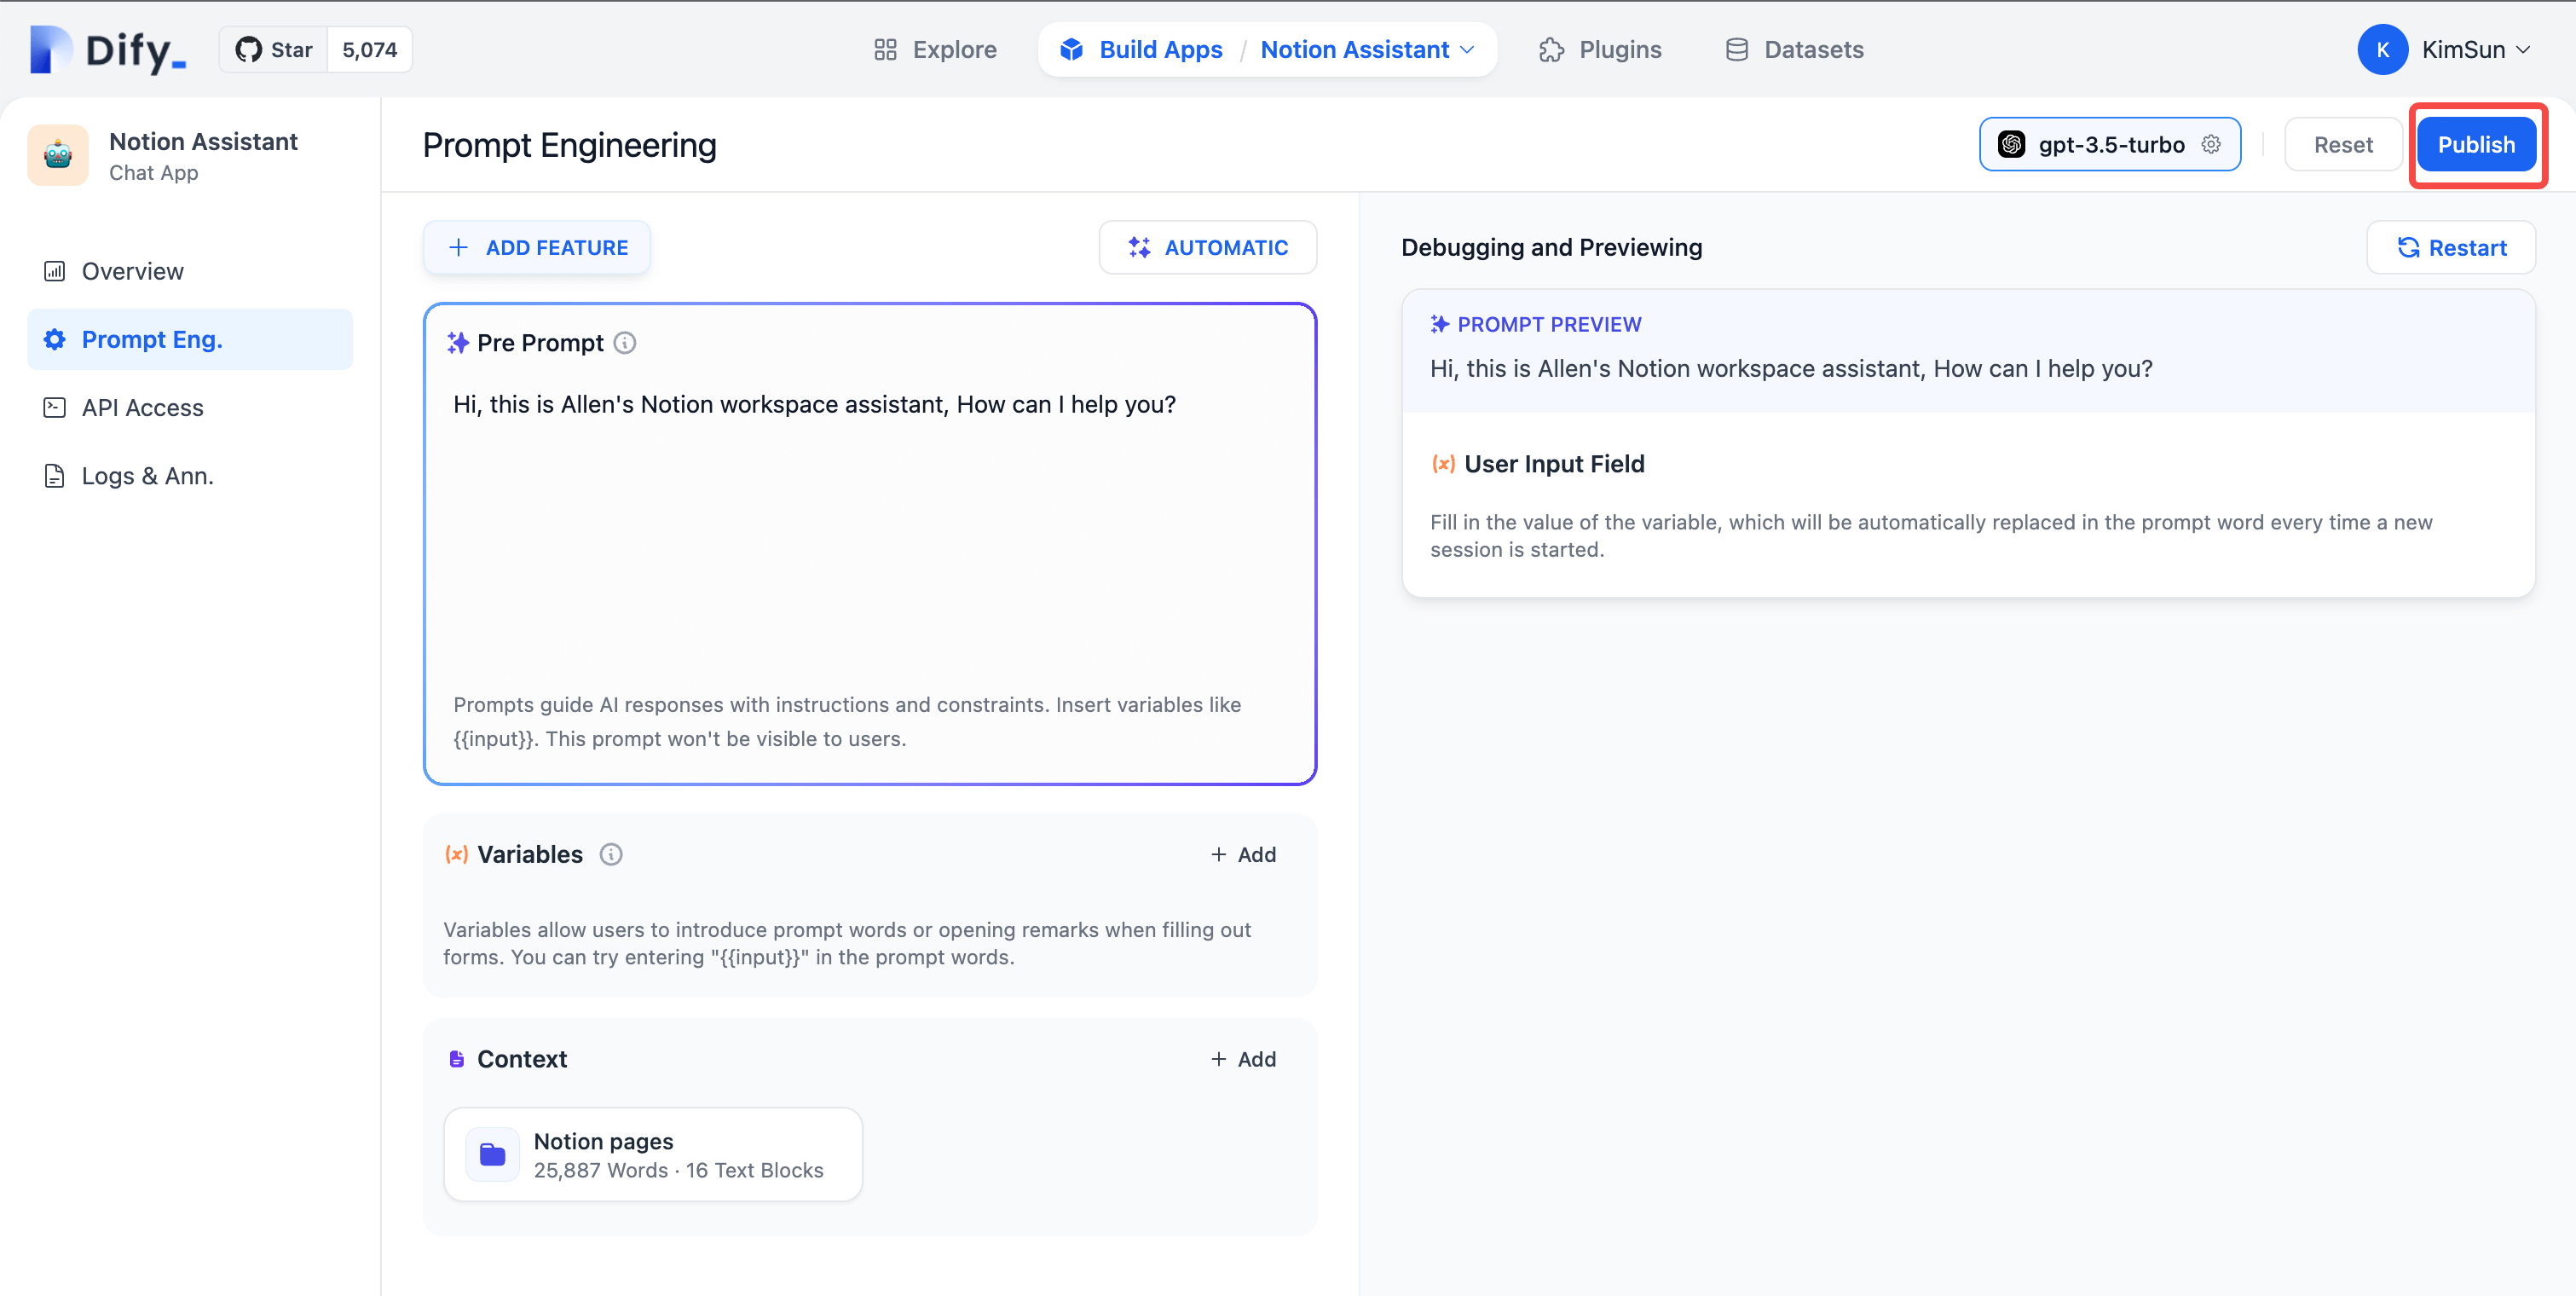 Dify_
Star 5,074
Explore
Build Apps / Notion Assistant
Plugins
Datasets
K KimSun
Notion Assistant
Chat App
Overview
Prompt Eng.
API Access
Logs & Ann.
Prompt Engineering
gpt-3.5-turbo
Reset
Publish
+ ADD FEATURE
AUTOMATIC
Pre Prompt
Hi, this is Allen's Notion workspace assistant, How can I help you?
Prompts guide AI responses with instructions and constraints. Insert variables like
{{input}}. This prompt won't be visible to users.
(x) Variables
+ Add
Variables allow users to introduce prompt words or opening remarks when filling out
forms. You can try entering "{{input}}" in the prompt words.
Context
+ Add
Notion pages
25,887 Words · 16 Text Blocks
Debugging and Previewing
Restart
PROMPT PREVIEW
Hi, this is Allen's Notion workspace assistant, How can I help you?
(x) User Input Field
Fill in the value of the variable, which will be automatically replaced in the prompt word every time a new
session is started.